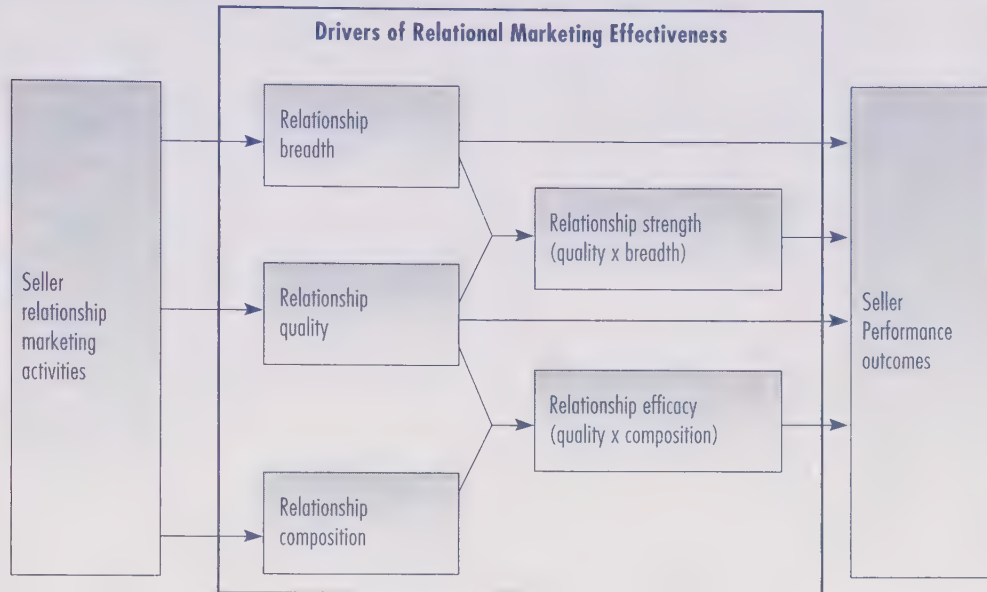 Drivers of Relational Marketing Effectiveness
Seller
relationship
marketing
activities
Relationship
breadth
Relationship
quality
Relationship
composition
Relationship strength
(quality x breadth)
Relationship efficacy
(quality x composition)
Seller
Performance
outcomes